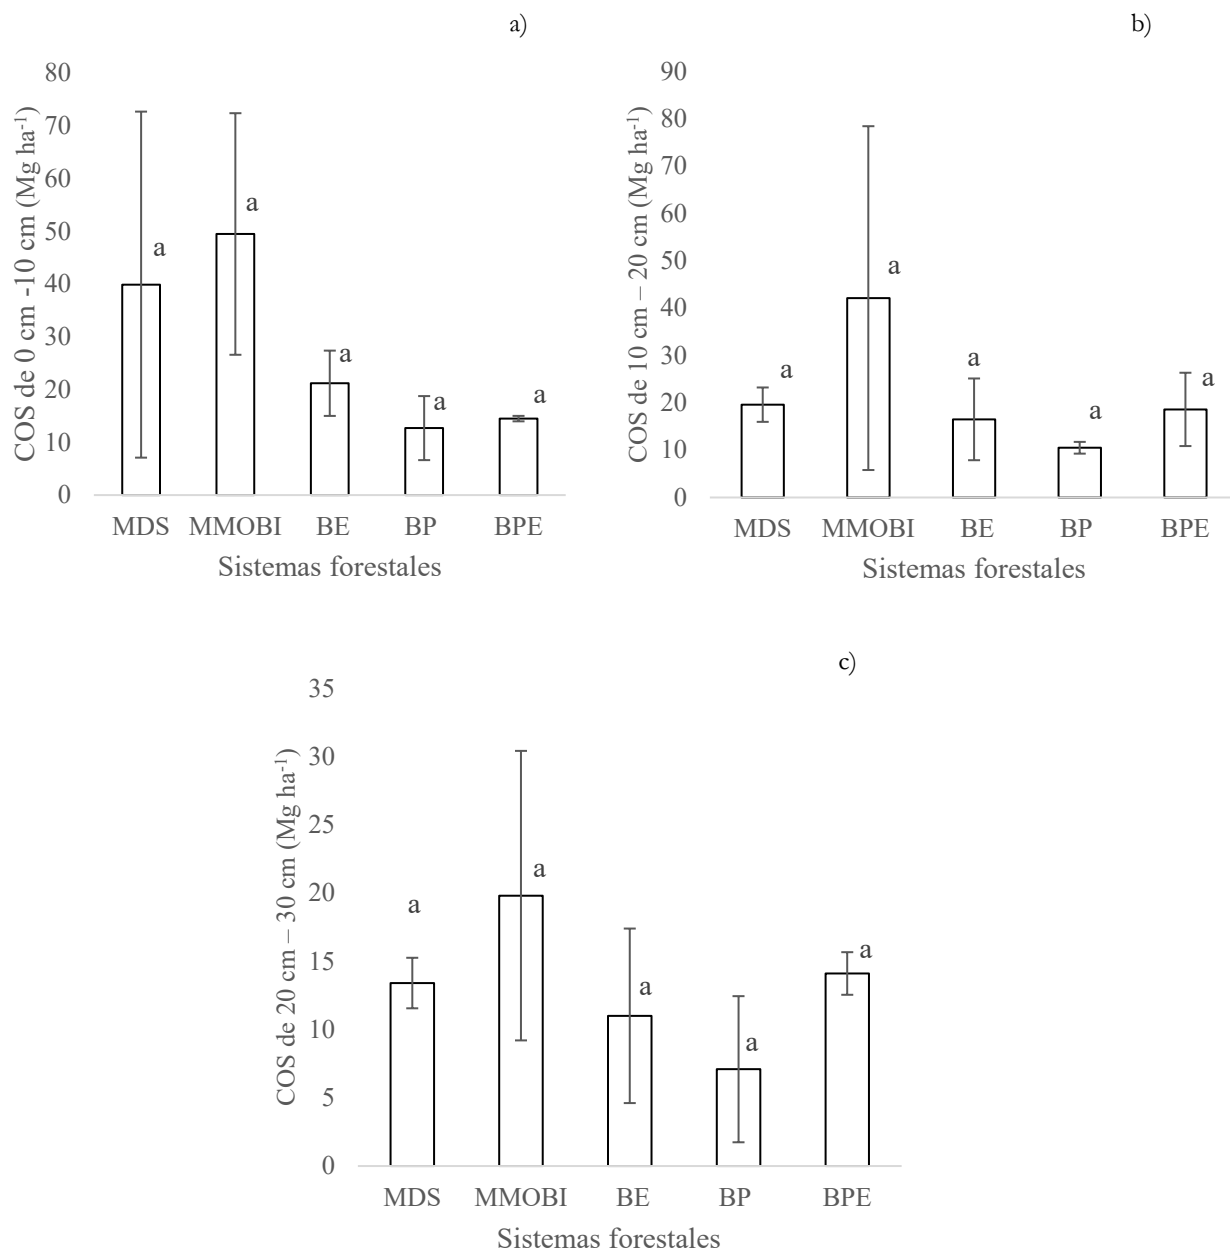 a)
COS de 0 cm -10 cm (Mg ha-1)
80
70
60
50
40
30
20
10
0
a
a
a
a
a
MDS MMOBI BE BP BPE
Sistemas forestales
b)
COS de 10 cm – 20 cm (Mg ha-1)
90
80
70
60
50
40
30
20
10
0
a
a
a
a
a
MDS MMOBI BE BP BPE
Sistemas forestales
c)
COS de 20 cm – 30 cm (Mg ha-1)
35
30
25
20
15
10
5
0
a
a
a
a
a
MDS MMOBI BE BP BPE
Sistemas forestales